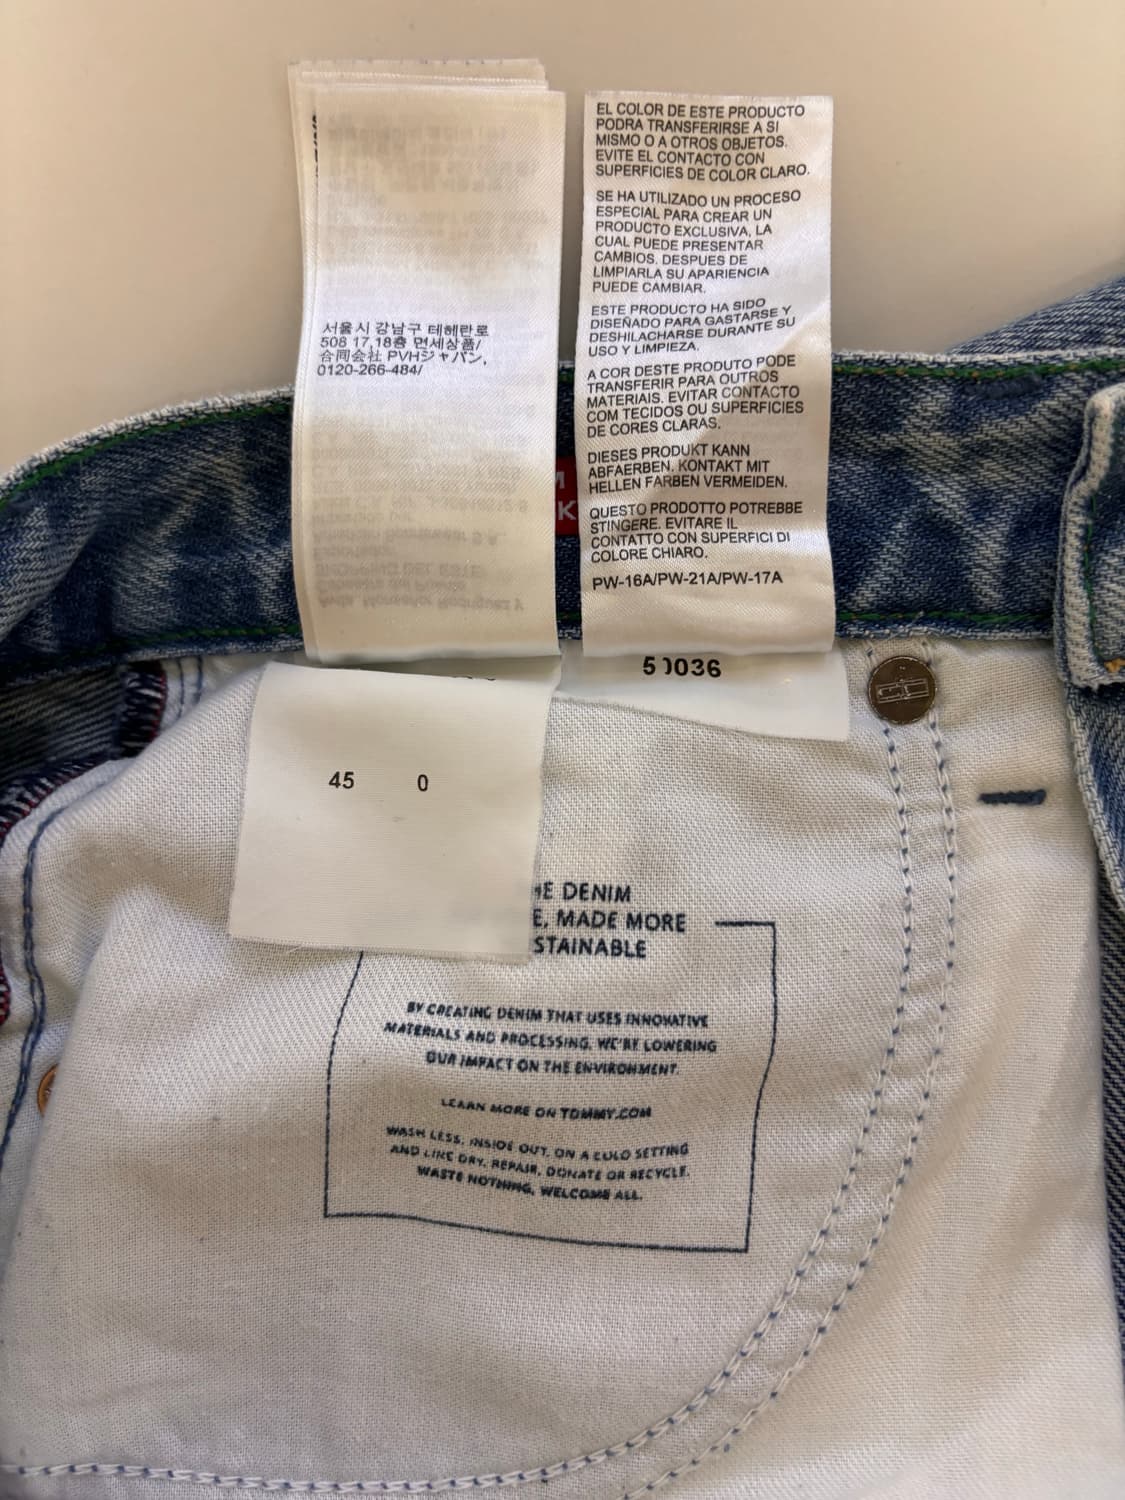 서울시 강남구 테헤란로
508 17,18층 면세상품/
合同会社 PVHジャパン,
0120-266-484/
EL COLOR DE ESTE PRODUCTO
PODRA TRANSFERIRSE A SI
MISMO O A OTROS OBJETOS.
EVITE EL CONTACTO CON
SUPERFICIES DE COLOR CLARO.
SE HA UTILIZADO UN PROCESO
ESPECIAL PARA CREAR UN
PRODUCTO EXCLUSIVA, LA
CUAL PUEDE PRESENTAR
CAMBIOS. DESPUES DE
LIMPIARLA SU APARIENCIA
PUEDE CAMBIAR.
ESTE PRODUCTO HA SIDO
DISEÑADO PARA GASTARSE Y
DESHILACHARSE DURANTE SU
USO Y LIMPIEZA.
A COR DESTE PRODUTO PODE
TRANSFERIR PARA OUTROS
MATERIAIS. EVITAR CONTACTO
COM TECIDOS OU SUPERFICIES
DE CORES CLARAS.
DIESES PRODUKT KANN
ABFAERBEN. KONTAKT MIT
HELLEN FARBEN VERMEIDEN.
QUESTO PRODOTTO POTREBBE
STINGERE. EVITARE IL
CONTATTO CON SUPERFICI DI
COLORE CHIARO.
PW-16A/PW-21A/PW-17A
M
K
0036
45 0
HE DENIM
E, MADE MORE
STAINABLE
BY CREATING DENIM THAT USES INNOVATIVE
MATERIALS AND PROCESSING, WE'RE LOWERING
OUR IMPACT ON THE ENVIRONMENT.
LEARN MORE ON TOMMY.COM
WASH LESS, INSIDE OUT, ON A COLD SETTING
AND LINE DRY. REPAIR, DONATE OR RECYCLE.
WASTE NOTHING, WELCOME ALL.